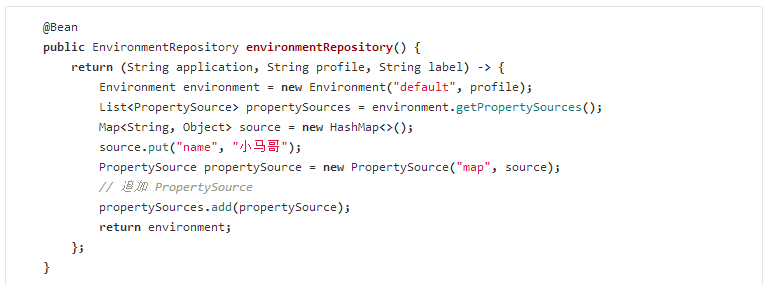 @Bean
public EnvironmentRepository environmentRepository() {
return (String application, String profile, String label) -> {
Environment environment = new Environment("default", profile);
List<PropertySource> propertySources = environment.getPropertySources();
Map<String, Object> source = new HashMap<>();
source.put("name", "小马哥");
PropertySource propertySource = new PropertySource("map", source);
// 追加 PropertySource
propertySources.add(propertySource);
return environment;
};
}